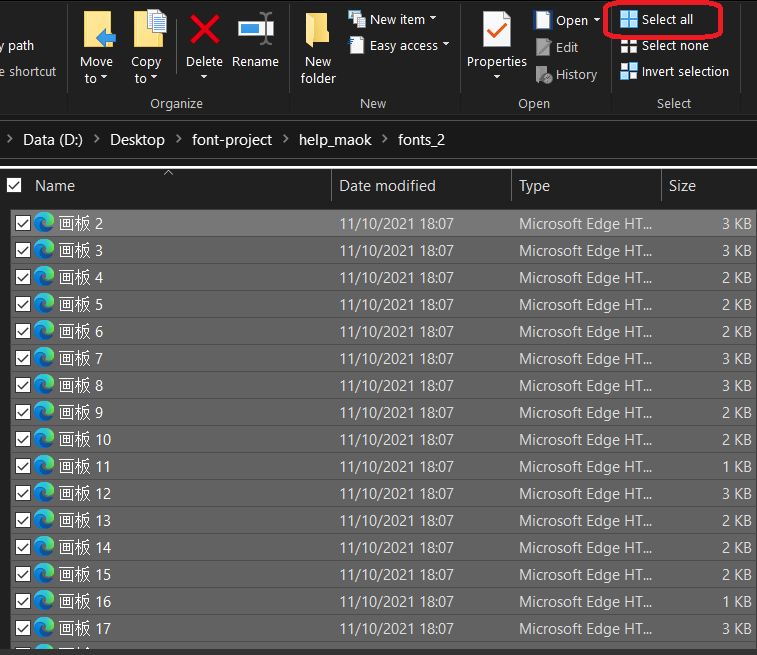 y path
e shortcut
Move to
Copy to
Delete
Rename
Organize
New folder
New item
Easy access
New
Properties
Open
Edit
History
Open
Select all
Select none
Invert selection
Select
Data (D:) > Desktop > font-project > help_maok > fonts_2
Name Date modified Type Size
画板 2 11/10/2021 18:07 Microsoft Edge HT... 3 KB
画板 3 11/10/2021 18:07 Microsoft Edge HT... 3 KB
画板 4 11/10/2021 18:07 Microsoft Edge HT... 2 KB
画板 5 11/10/2021 18:07 Microsoft Edge HT... 2 KB
画板 6 11/10/2021 18:07 Microsoft Edge HT... 2 KB
画板 7 11/10/2021 18:07 Microsoft Edge HT... 3 KB
画板 8 11/10/2021 18:07 Microsoft Edge HT... 3 KB
画板 9 11/10/2021 18:07 Microsoft Edge HT... 2 KB
画板 10 11/10/2021 18:07 Microsoft Edge HT... 2 KB
画板 11 11/10/2021 18:07 Microsoft Edge HT... 1 KB
画板 12 11/10/2021 18:07 Microsoft Edge HT... 3 KB
画板 13 11/10/2021 18:07 Microsoft Edge HT... 2 KB
画板 14 11/10/2021 18:07 Microsoft Edge HT... 2 KB
画板 15 11/10/2021 18:07 Microsoft Edge HT... 2 KB
画板 16 11/10/2021 18:07 Microsoft Edge HT... 1 KB
画板 17 11/10/2021 18:07 Microsoft Edge HT... 3 KB